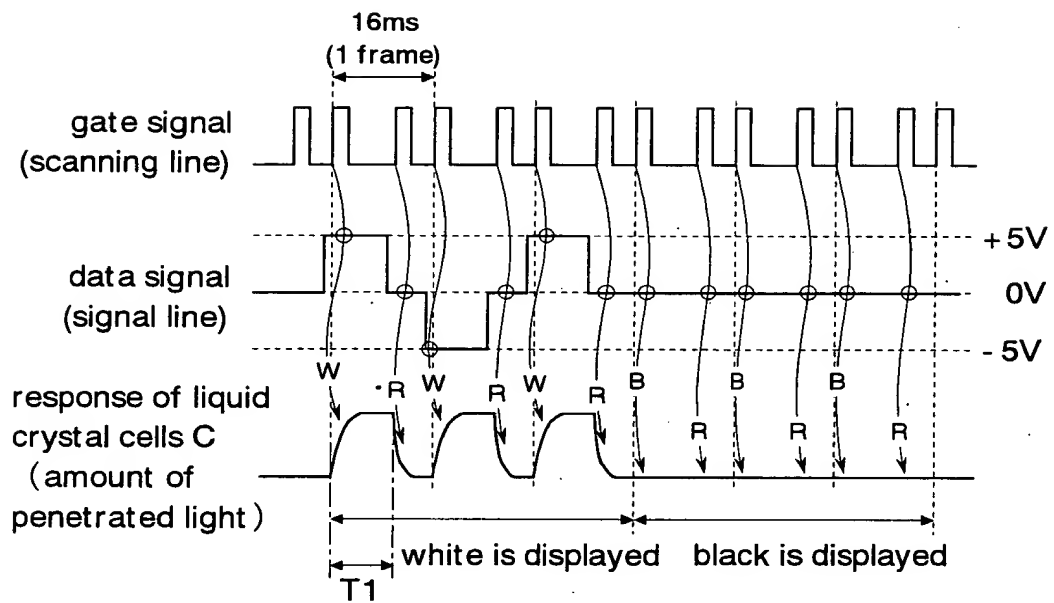 16ms
(1 frame)
gate signal
(scanning line)
+5V
data signal
(signal line)
0V
-5V
W R W R W R B R B R B R
response of liquid
crystal cells C
(amount of
penetrated light)
white is displayed
black is displayed
T1